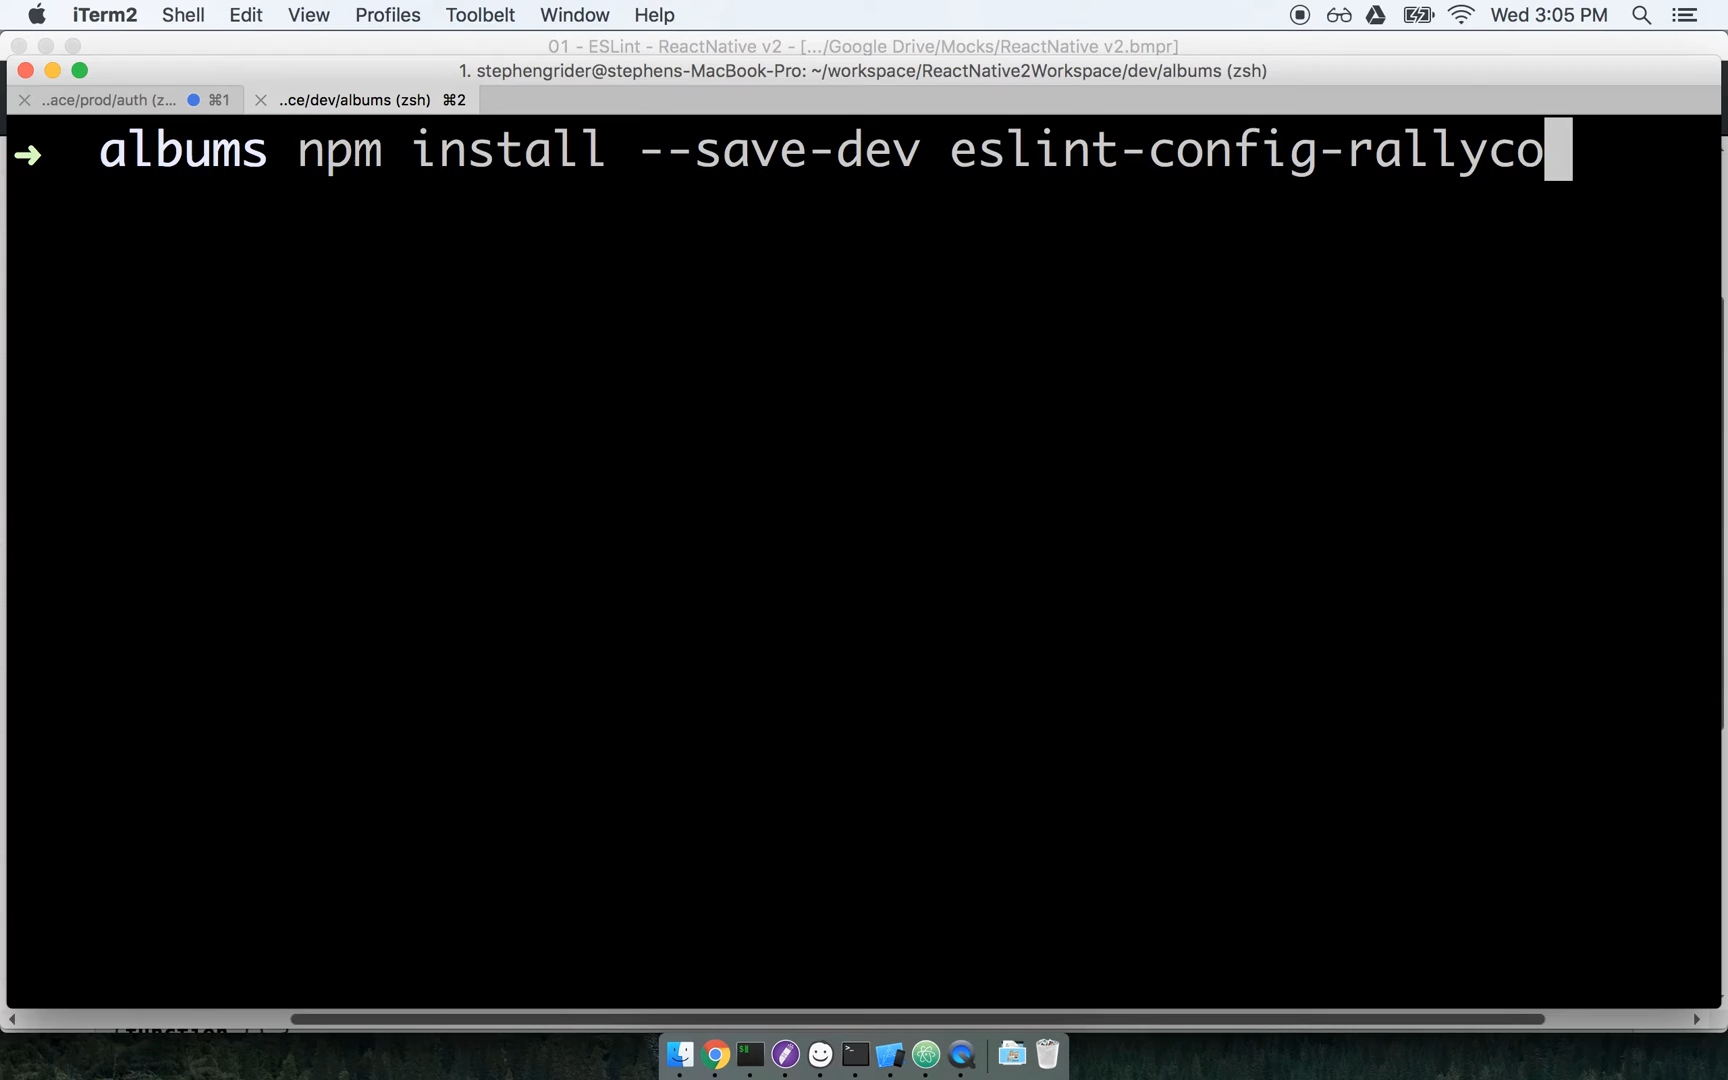 iTerm2 Shell Edit View Profiles Toolbelt Window Help Wed 3:05 PM
01 - ESLint - ReactNative v2 - [.../Google Drive/Mocks/ReactNative v2.bmpr]
1. stephengrider@stephens-MacBook-Pro: ~/workspace/ReactNative2Workspace/dev/albums (zsh)
..ace/prod/auth (z... ⌘1 ..ce/dev/albums (zsh) ⌘2
➜ albums npm install --save-dev eslint-config-rallyco